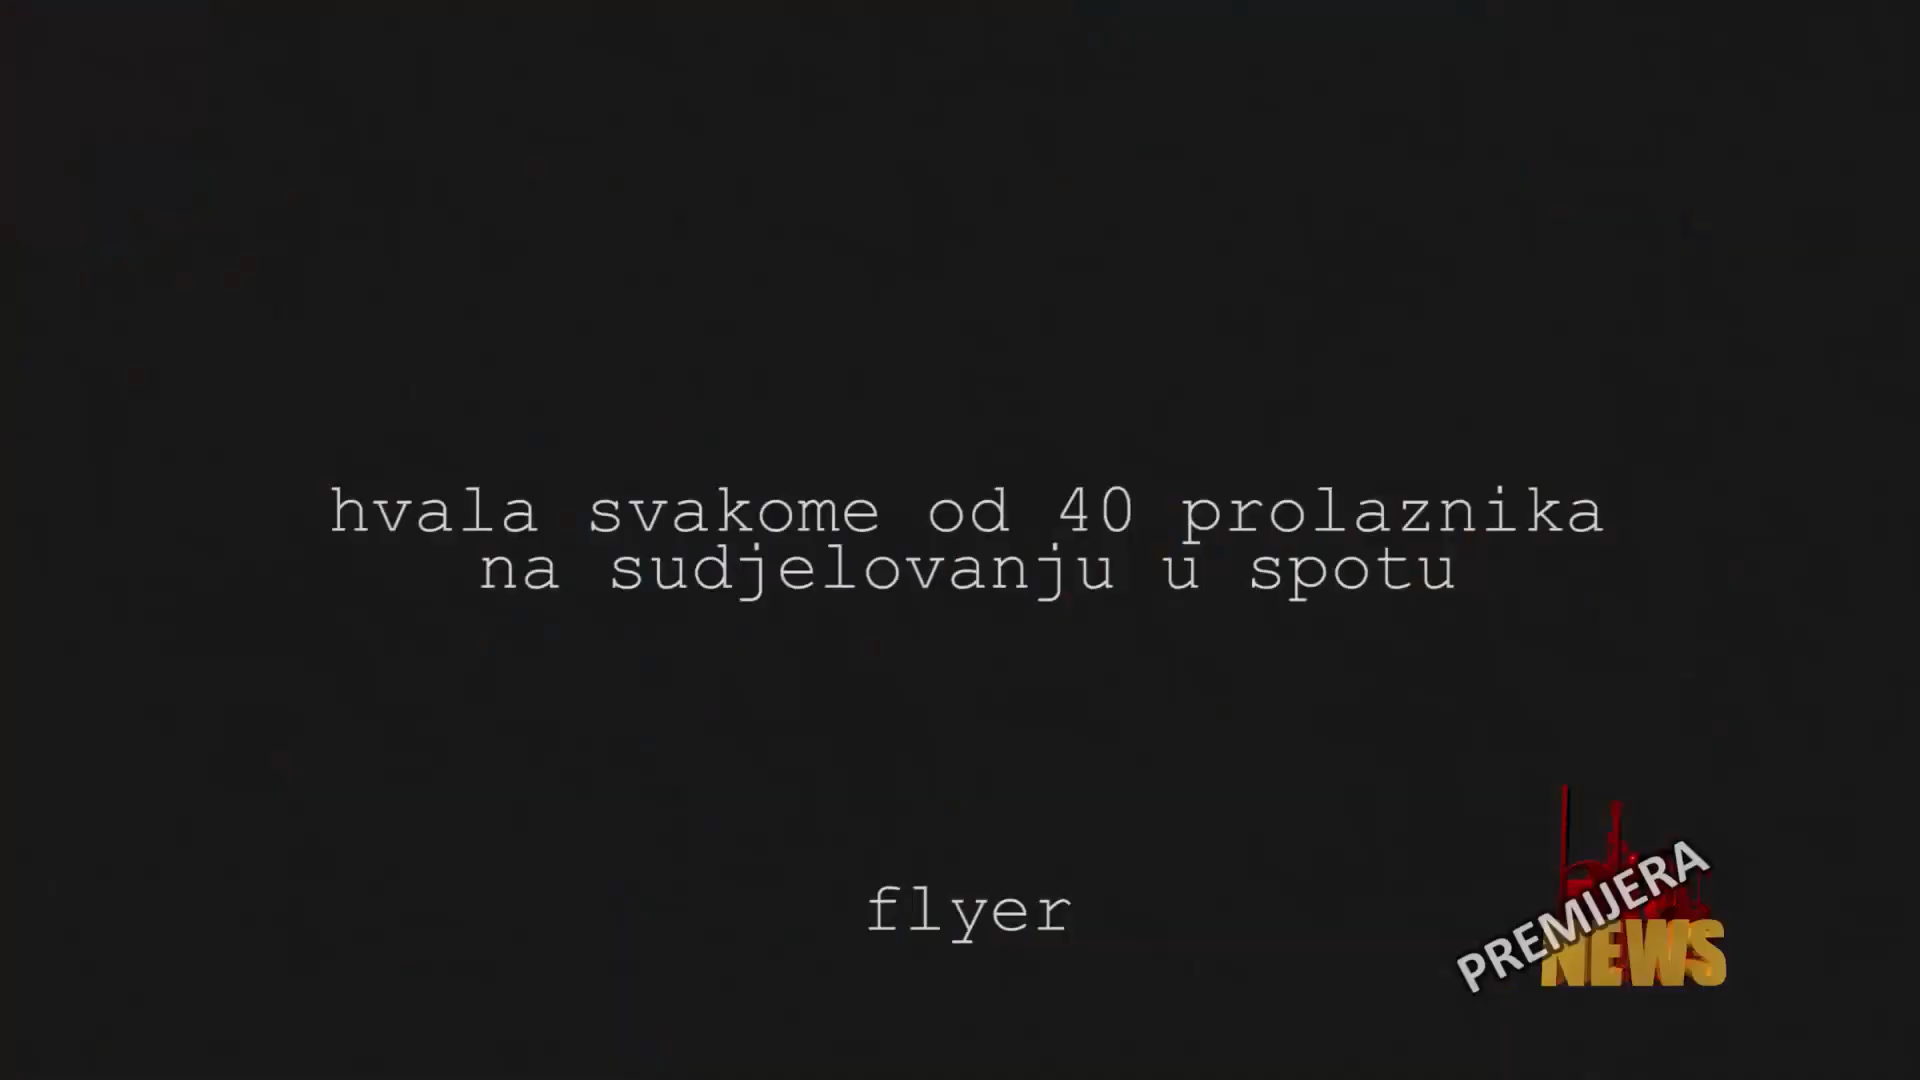 hvala svakome od 40 prolaznika
na sudjelovanju u spotu
flyer
PREMIJERA
NEWS